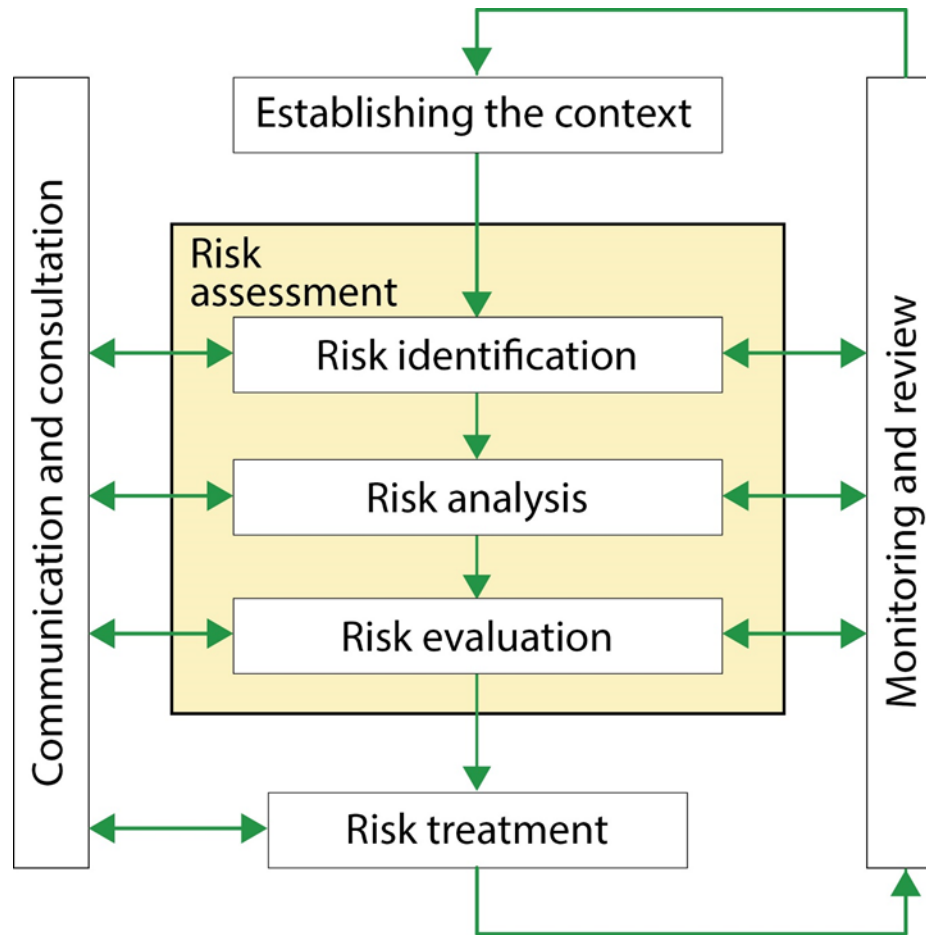 Establishing the context
Communication and consultation
Risk
assessment
Risk identification
Risk analysis
Risk evaluation
Risk treatment
Monitoring and review